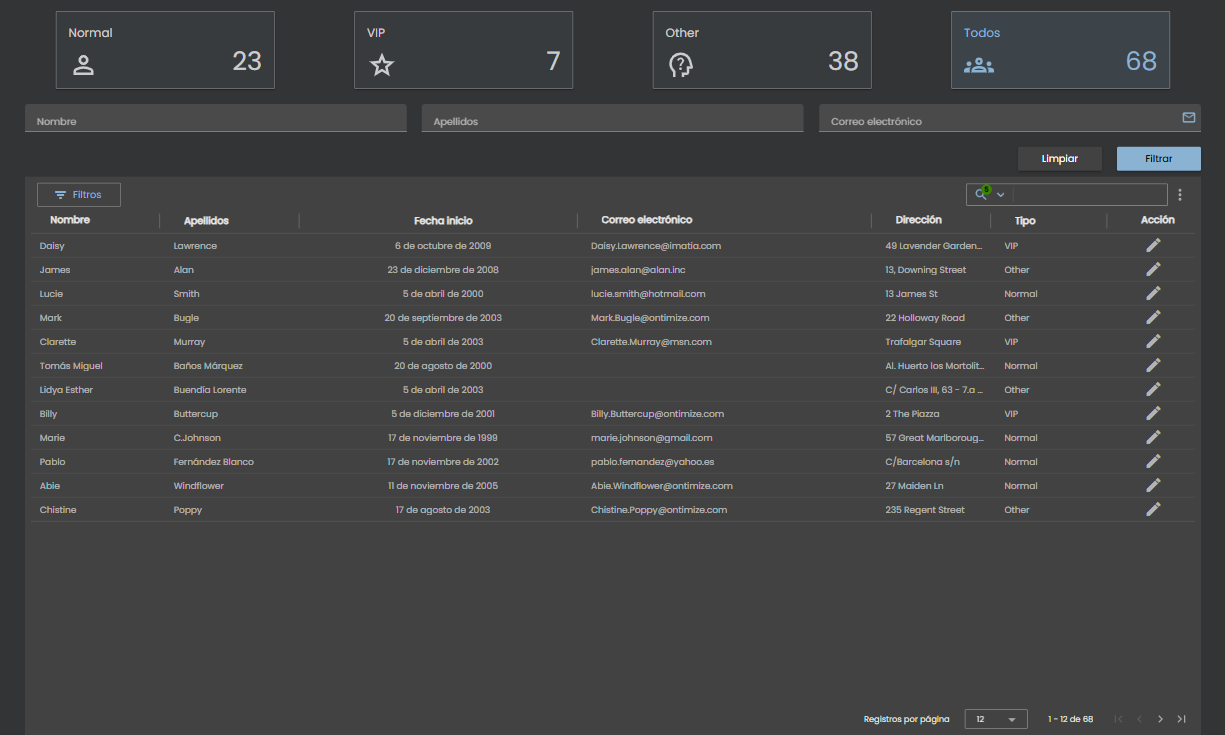 Normal VIP Other Todos
23 7 38 68
Nombre Apellidos Correo electrónico
Limpiar Filtrar
Filtros 5
Nombre Apellidos Fecha inicio Correo electrónico Dirección Tipo Acción
Daisy Lawrence 6 de octubre de 2009 Daisy.Lawrence@imatia.com 49 Lavender Garden... VIP
James Alan 23 de diciembre de 2008 james.alan@alan.inc 13, Downing Street Other
Lucie Smith 5 de abril de 2000 lucie.smith@hotmail.com 13 James St Normal
Mark Bugle 20 de septiembre de 2003 Mark.Bugle@ontimize.com 22 Holloway Road Other
Clarette Murray 5 de abril de 2003 Clarette.Murray@msn.com Trafalgar Square VIP
Tomás Miguel Baños Márquez 20 de agosto de 2000 Al. Huerto los Mortolit... Normal
Lidya Esther Buendía Lorente 5 de abril de 2003 C/ Carlos III, 63 - 7.a ... Other
Billy Buttercup 5 de diciembre de 2001 Billy.Buttercup@ontimize.com 2 The Piazza VIP
Marie C.Johnson 17 de noviembre de 1999 marie.johnson@gmail.com 57 Great Marlboroug... Normal
Pablo Fernández Blanco 17 de noviembre de 2002 pablo.fernandez@yahoo.es C/Barcelona s/n Normal
Abie Windflower 11 de noviembre de 2005 Abie.Windflower@ontimize.com 27 Maiden Ln Normal
Chistine Poppy 17 de agosto de 2003 Chistine.Poppy@ontimize.com 235 Regent Street Other
Registros por página 12 1 - 12 de 68